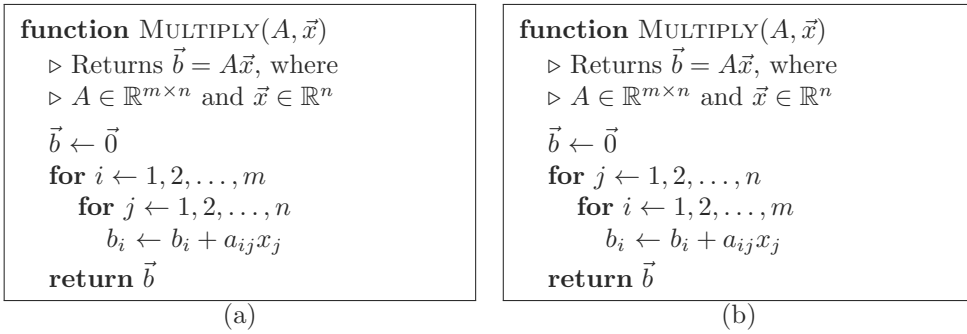 function MULTIPLY(A, x⃗)
▷ Returns b⃗ = Ax⃗, where
▷ A ∈ ℝ^{m×n} and x⃗ ∈ ℝ^n
b⃗ ← 0⃗
for i ← 1, 2, . . . , m
for j ← 1, 2, . . . , n
b_i ← b_i + a_{ij}x_j
return b⃗
(a)
function MULTIPLY(A, x⃗)
▷ Returns b⃗ = Ax⃗, where
▷ A ∈ ℝ^{m×n} and x⃗ ∈ ℝ^n
b⃗ ← 0⃗
for j ← 1, 2, . . . , n
for i ← 1, 2, . . . , m
b_i ← b_i + a_{ij}x_j
return b⃗
(b)